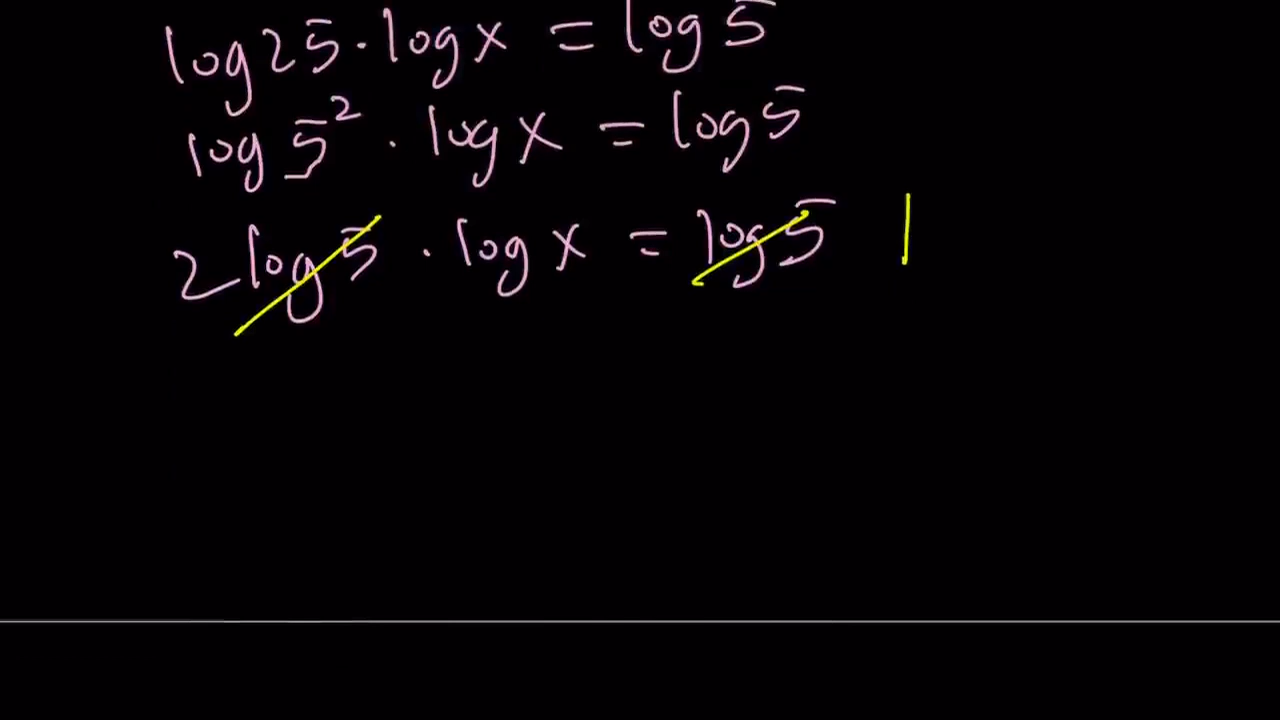 log25·logx = log5
log5² · logx = log5
2log5 · logx = log5 1